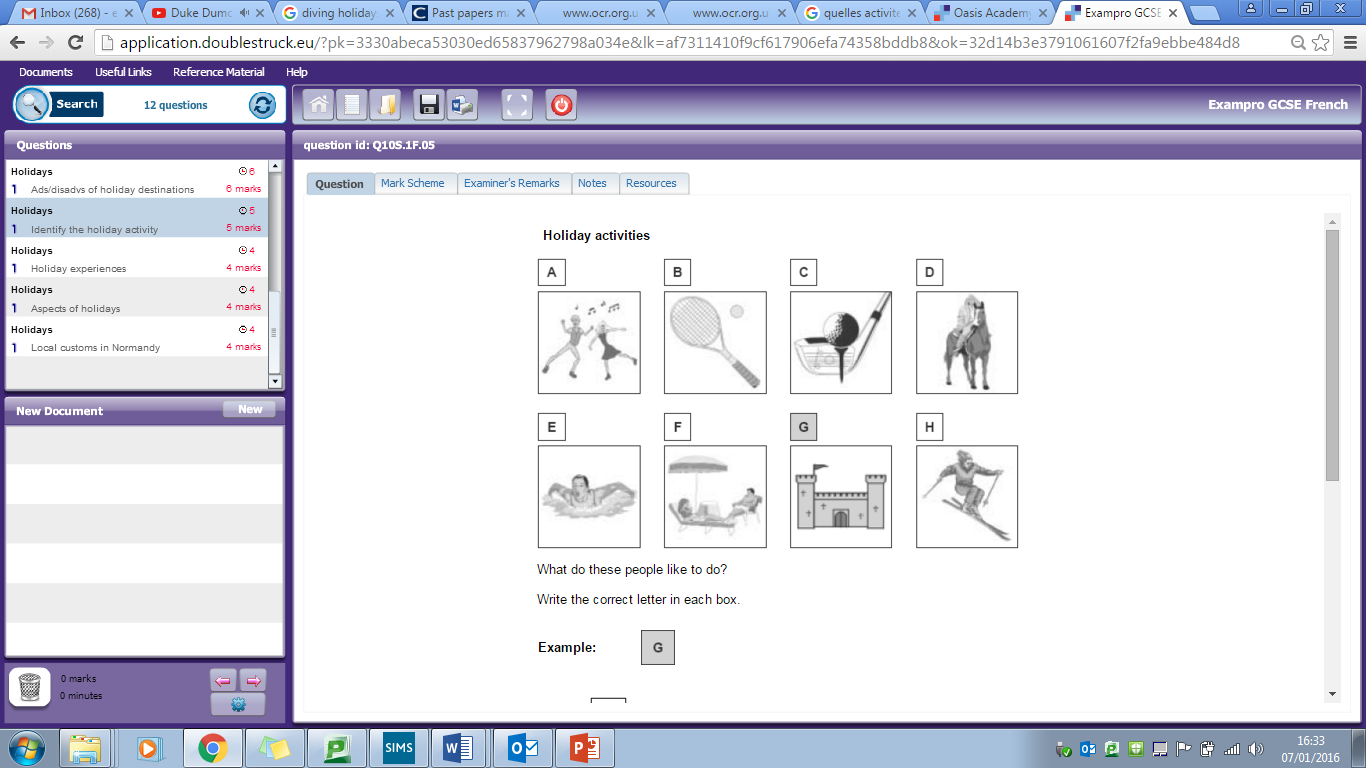 Inbox (268) - e
Duke Dumo
diving holiday
Past papers ma
www.ocr.org.u
www.ocr.org.u
quelles activite
Oasis Academy
Exampro GCSE
application.doublestruck.eu/?pk=3330abeca53030ed65837962798a034e&lk=af7311410f9cf617906efa74358bddb8&ok=32d14b3e3791061607f2fa9ebbe484d8
Documents Useful Links Reference Material Help
Search 12 questions
Exampro GCSE French
Questions
question id: Q10S.1F.05
Holidays 6
1 Ads/disadvs of holiday destinations 6 marks
Holidays 5
1 Identify the holiday activity 5 marks
Holidays 4
1 Holiday experiences 4 marks
Holidays 4
1 Aspects of holidays 4 marks
Holidays 4
1 Local customs in Normandy 4 marks
New Document New
0 marks
0 minutes
Question Mark Scheme Examiner's Remarks Notes Resources
Holiday activities
A B C D
E F G H
What do these people like to do?
Write the correct letter in each box.
Example: G
SIMS
16:33
07/01/2016